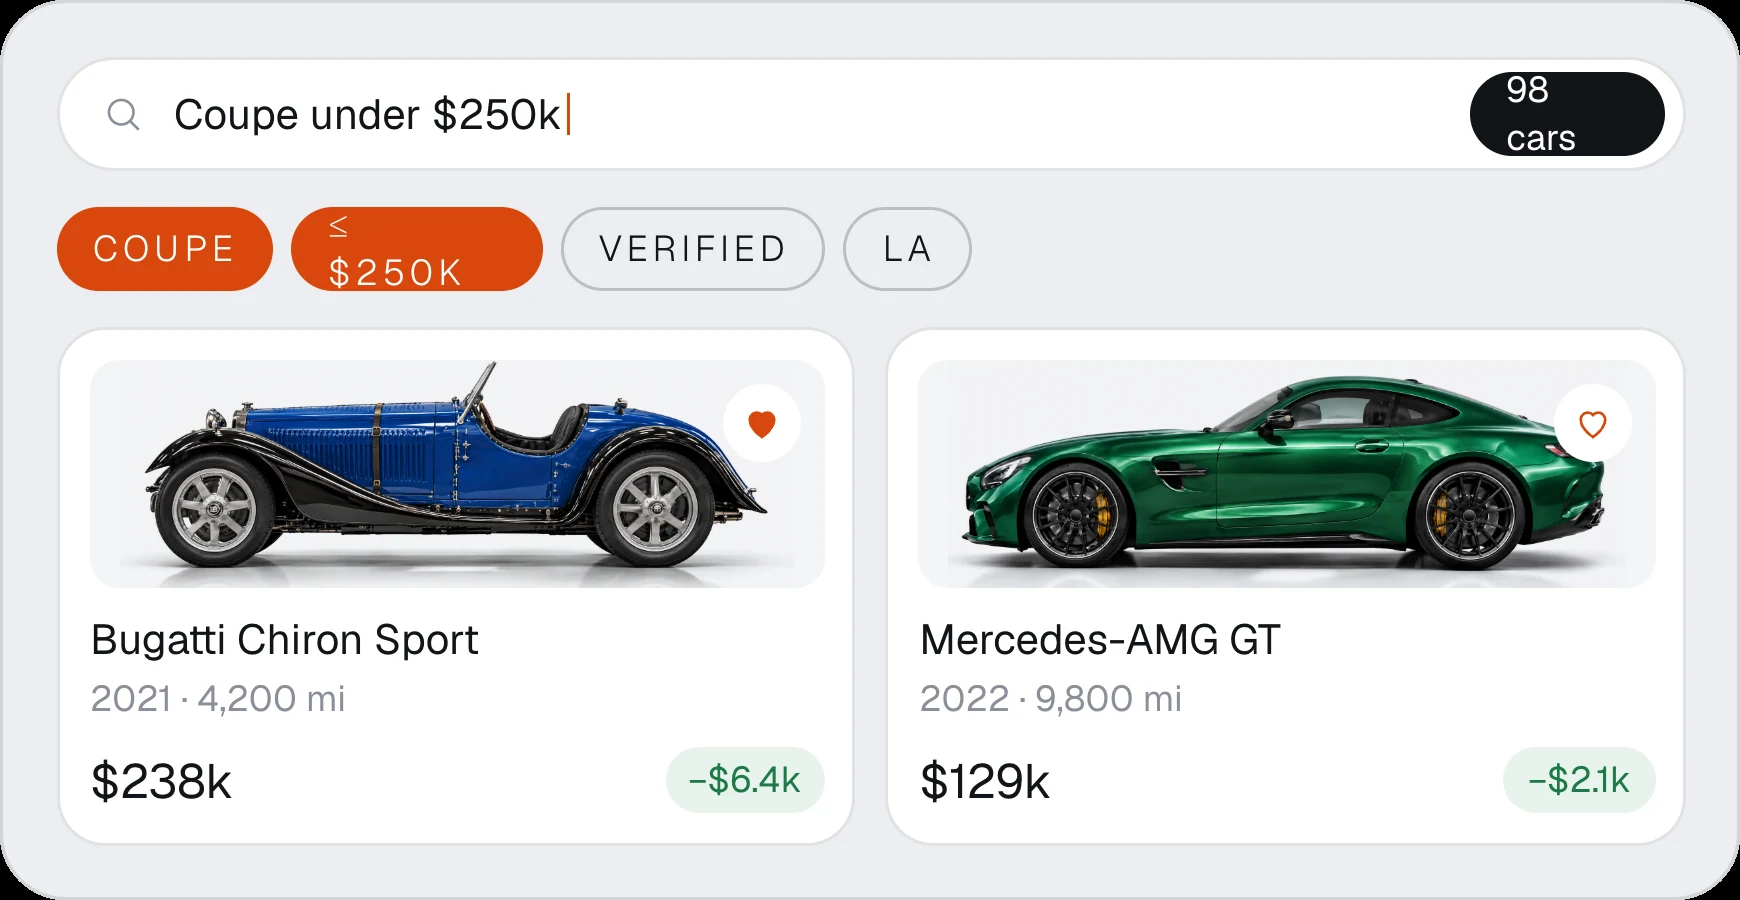 Coupe under $250k
98
cars
COUPE
≤
$250K
VERIFIED
LA
Bugatti Chiron Sport
2021 · 4,200 mi
$238k
−$6.4k
Mercedes-AMG GT
2022 · 9,800 mi
$129k
−$2.1k